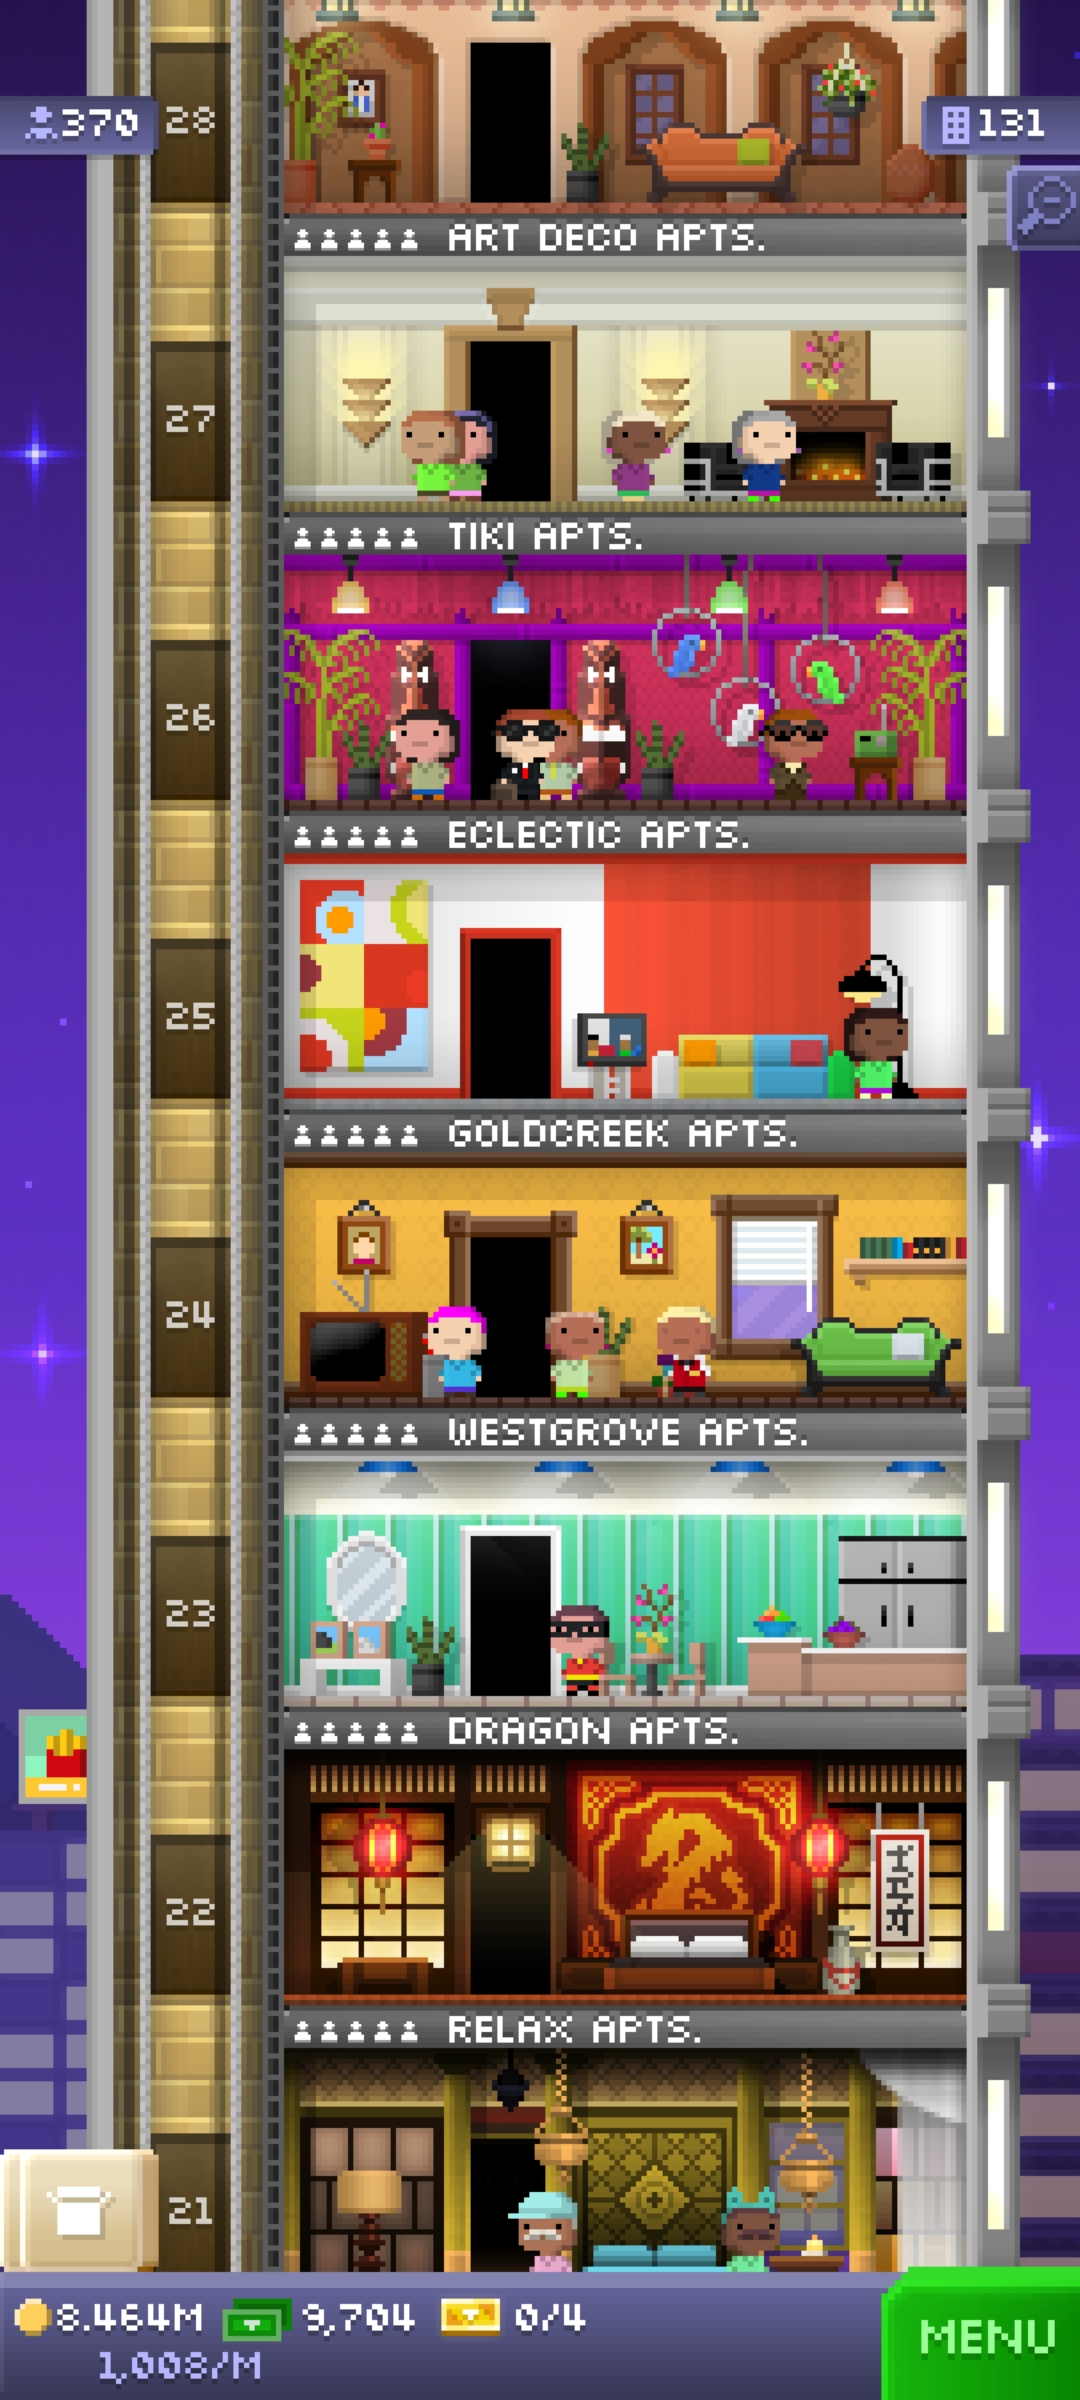 370
28
131
ART DECO APTS.
27
TIKI APTS.
26
ECLECTIC APTS.
25
GOLDCREEK APTS.
24
WESTGROVE APTS.
23
DRAGON APTS.
22
RELAX APTS.
21
8.464M 9,704 0/4
1,008/M
MENU